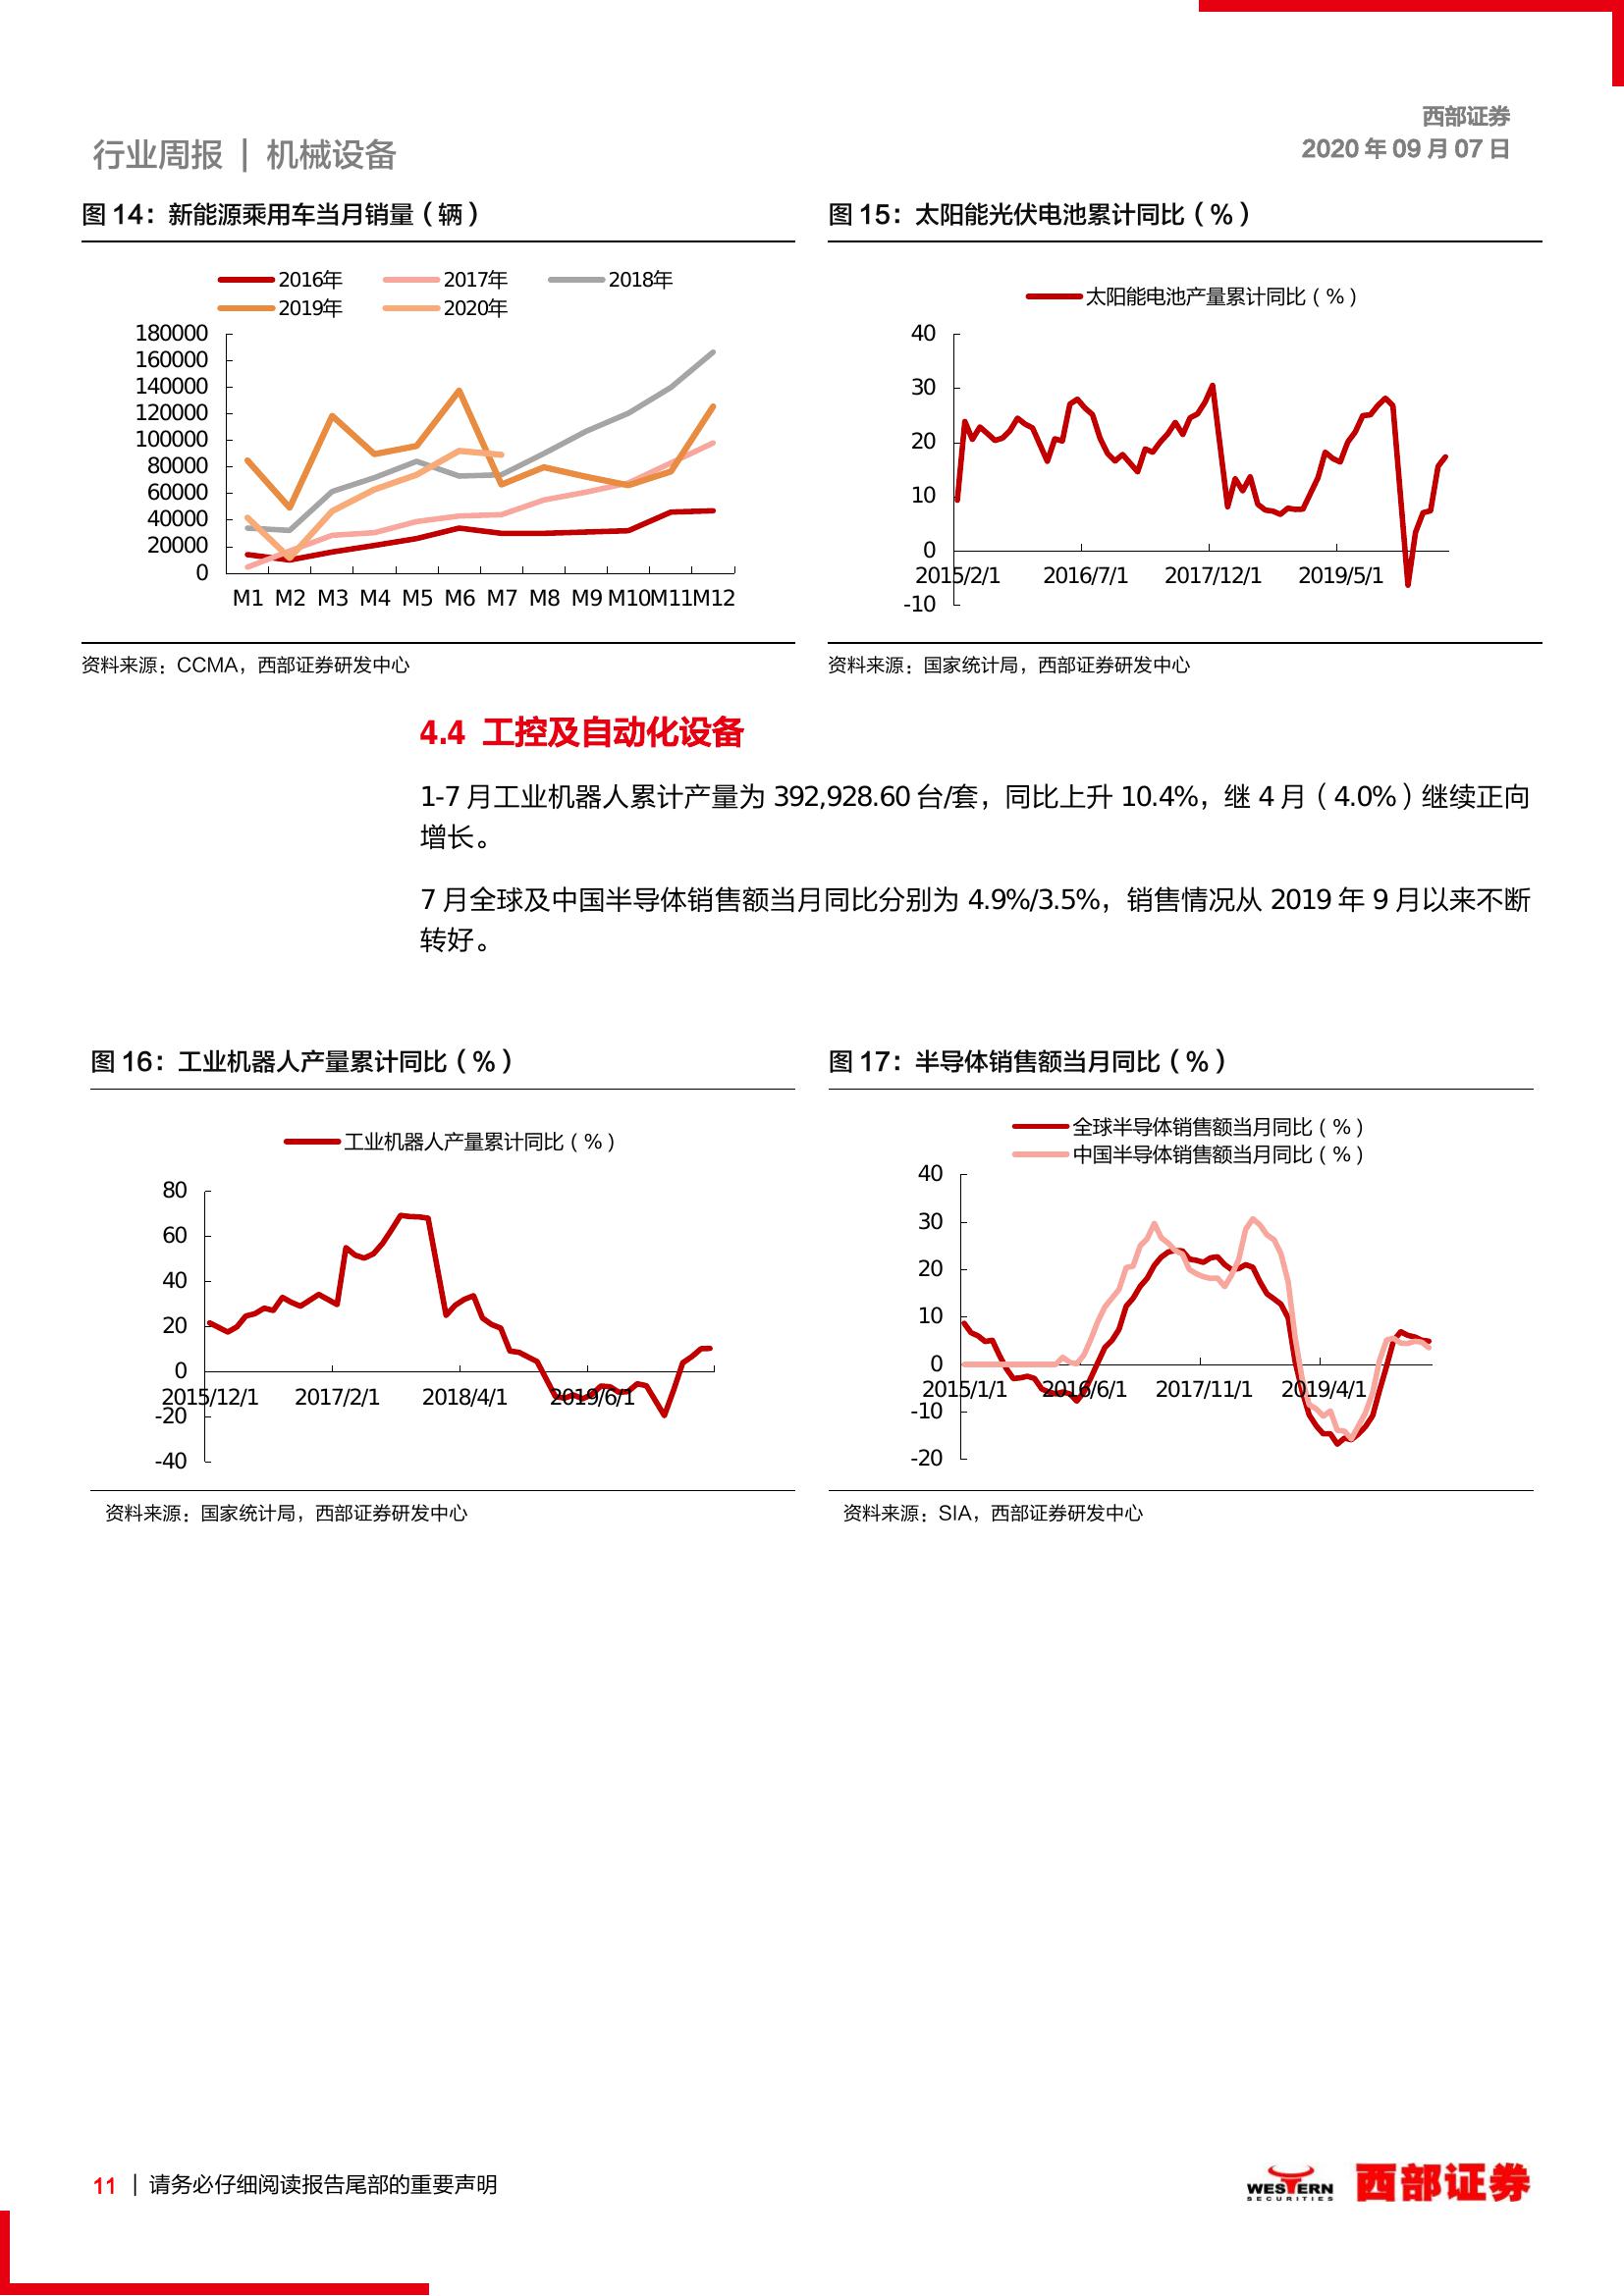 西部证券
行业周报 | 机械设备
2020 年 09 月 07 日
图 14：新能源乘用车当月销量（辆）
2016年 2017年 2018年
2019年 2020年
180000
160000
140000
120000
100000
80000
60000
40000
20000
0
M1 M2 M3 M4 M5 M6 M7 M8 M9 M10 M11 M12
资料来源：CCMA，西部证券研发中心
图 15：太阳能光伏电池累计同比（%）
太阳能电池产量累计同比（%）
40
30
20
10
0
2015/2/1 2016/7/1 2017/12/1 2019/5/1
-10
资料来源：国家统计局，西部证券研发中心
4.4 工控及自动化设备
1-7 月工业机器人累计产量为 392,928.60 台/套，同比上升 10.4%，继 4 月（4.0%）继续正向
增长。
7 月全球及中国半导体销售额当月同比分别为 4.9%/3.5%，销售情况从 2019 年 9 月以来不断
转好。
图 16：工业机器人产量累计同比（%）
工业机器人产量累计同比（%）
80
60
40
20
0
2015/12/1 2017/2/1 2018/4/1 2019/6/1
-20
-40
资料来源：国家统计局，西部证券研发中心
图 17：半导体销售额当月同比（%）
全球半导体销售额当月同比（%）
中国半导体销售额当月同比（%）
40
30
20
10
0
2015/1/1 2016/6/1 2017/11/1 2019/4/1
-10
-20
资料来源：SIA，西部证券研发中心
11 | 请务必仔细阅读报告尾部的重要声明
WESTERN
SECURITIES
西部证券